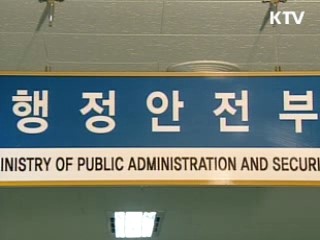 KTV
행정안전부
INISTRY OF PUBLIC ADMINISTRATION AND SECURI